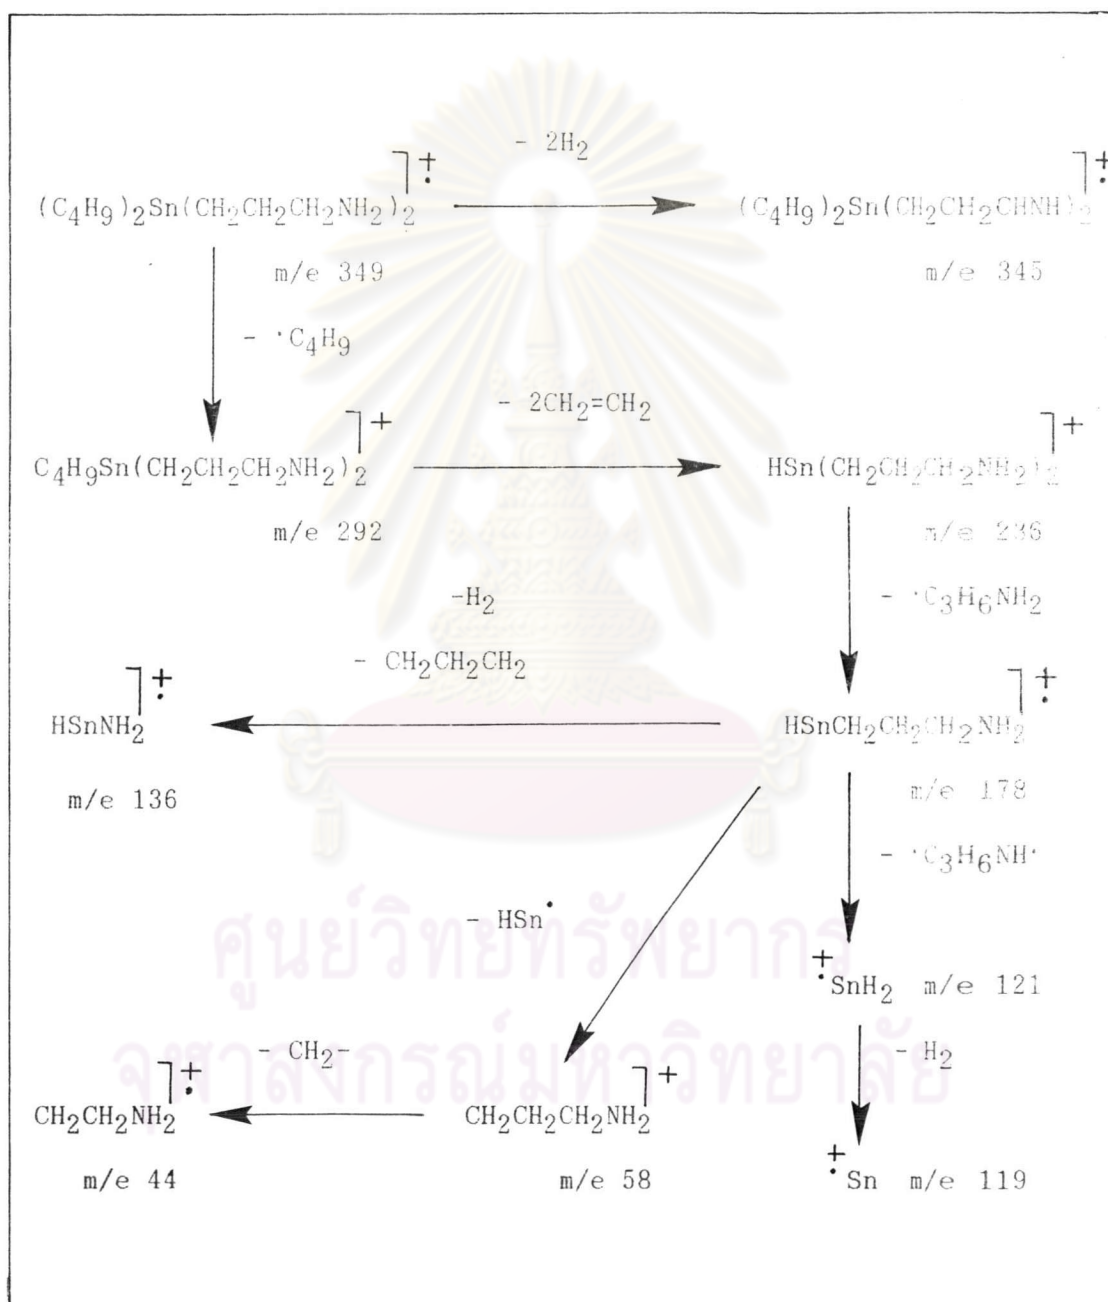 - 2H2
(C4H9)2Sn(CH2CH2CH2NH2)2]+• (C4H9)2Sn(CH2CH2CHNH)2]+•
m/e 349 m/e 345
- ·C4H9
- 2CH2=CH2
C4H9Sn(CH2CH2CH2NH2)2]+ HSn(CH2CH2CH2NH2)2]+
m/e 292 m/e 236
-H2 - ·C3H6NH2
- CH2CH2CH2
HSnNH2]+• HSnCH2CH2CH2NH2]+•
m/e 136 m/e 178
- ·C3H6NH·
- HSn•
ศูนย์วิทยทรัพยากร
+•SnH2 m/e 121
จุฬาลงกรณ์มหาวิทยาลัย
- CH2- - H2
CH2CH2NH2]+• CH2CH2CH2NH2]+
m/e 44 m/e 58 +•Sn m/e 119